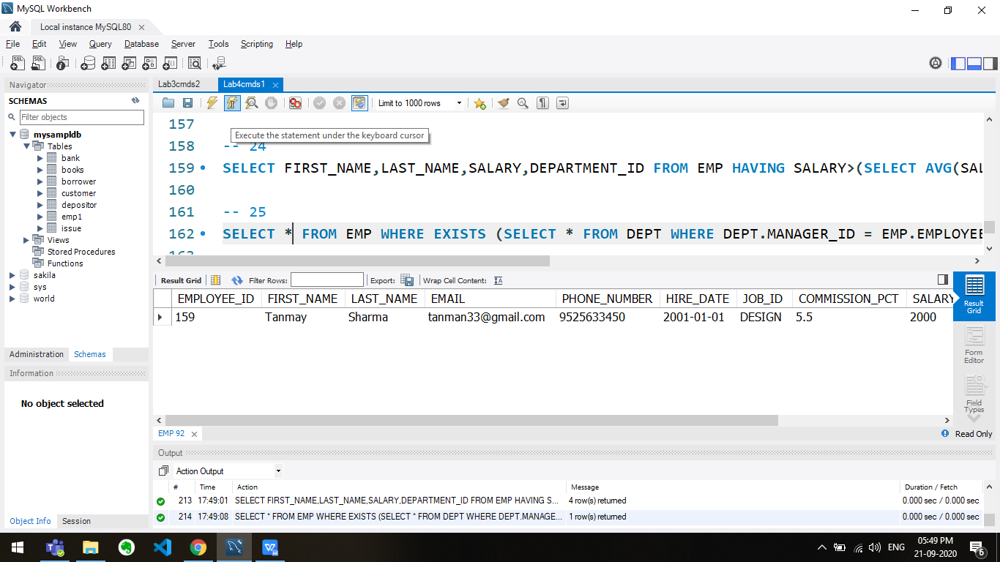 MySQL Workbench
Local instance MySQL80
File Edit View Query Database Server Tools Scripting Help
Navigator
SCHEMAS
Filter objects
mysampldb
Tables
bank
books
borrower
customer
depositor
emp1
issue
Views
Stored Procedures
Functions
sakila
sys
world
Administration Schemas
Information
No object selected
Object Info Session
Lab3cmds2 Lab4cmds1
Limit to 1000 rows
Execute the statement under the keyboard cursor
157
158 -- 24
159 SELECT FIRST_NAME,LAST_NAME,SALARY,DEPARTMENT_ID FROM EMP HAVING SALARY>(SELECT AVG(SAL
160
161 -- 25
162 SELECT * FROM EMP WHERE EXISTS (SELECT * FROM DEPT WHERE DEPT.MANAGER_ID = EMP.EMPLOYEE
163
Result Grid Filter Rows: Export: Wrap Cell Content:
EMPLOYEE_ID FIRST_NAME LAST_NAME EMAIL PHONE_NUMBER HIRE_DATE JOB_ID COMMISSION_PCT SALARY
159 Tanmay Sharma tanman33@gmail.com 9525633450 2001-01-01 DESIGN 5.5 2000
Result
Grid
Form
Editor
Field
Types
EMP 92
Read Only
Output
Action Output
# Time Action Message Duration / Fetch
213 17:49:01 SELECT FIRST_NAME,LAST_NAME,SALARY,DEPARTMENT_ID FROM EMP HAVING S... 4 row(s) returned 0.000 sec / 0.000 sec
214 17:49:08 SELECT * FROM EMP WHERE EXISTS (SELECT * FROM DEPT WHERE DEPT.MANAGE... 1 row(s) returned 0.000 sec / 0.000 sec
ENG
05:49 PM
21-09-2020
6